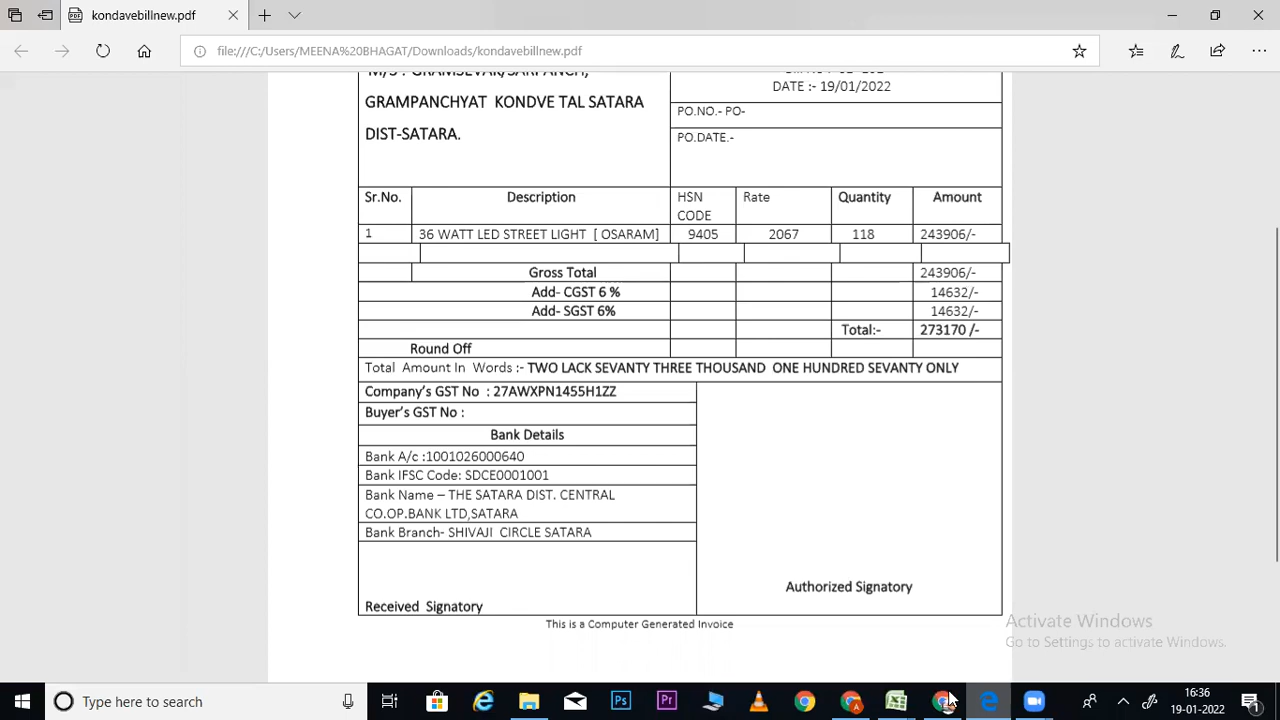 kondavebillnew.pdf
file:///C:/Users/MEENA%20BHAGAT/Downloads/kondavebillnew.pdf
M/S : GRAMSEVAK/SARPANCH,
DATE :- 19/01/2022
GRAMPANCHYAT KONDVE TAL SATARA
PO.NO.- PO-
DIST-SATARA.
PO.DATE.-
Sr.No. Description HSN CODE Rate Quantity Amount
1 36 WATT LED STREET LIGHT [ OSARAM] 9405 2067 118 243906/-
Gross Total 243906/-
Add- CGST 6 % 14632/-
Add- SGST 6% 14632/-
Total:- 273170 /-
Round Off
Total Amount In Words :- TWO LACK SEVANTY THREE THOUSAND ONE HUNDRED SEVANTY ONLY
Company's GST No : 27AWXPN1455H1ZZ
Buyer's GST No :
Bank Details
Bank A/c :1001026000640
Bank IFSC Code: SDCE0001001
Bank Name – THE SATARA DIST. CENTRAL
CO.OP.BANK LTD,SATARA
Bank Branch- SHIVAJI CIRCLE SATARA
Authorized Signatory
Received Signatory
This is a Computer Generated Invoice
Activate Windows
Go to Settings to activate Windows.
Type here to search
16:36
19-01-2022